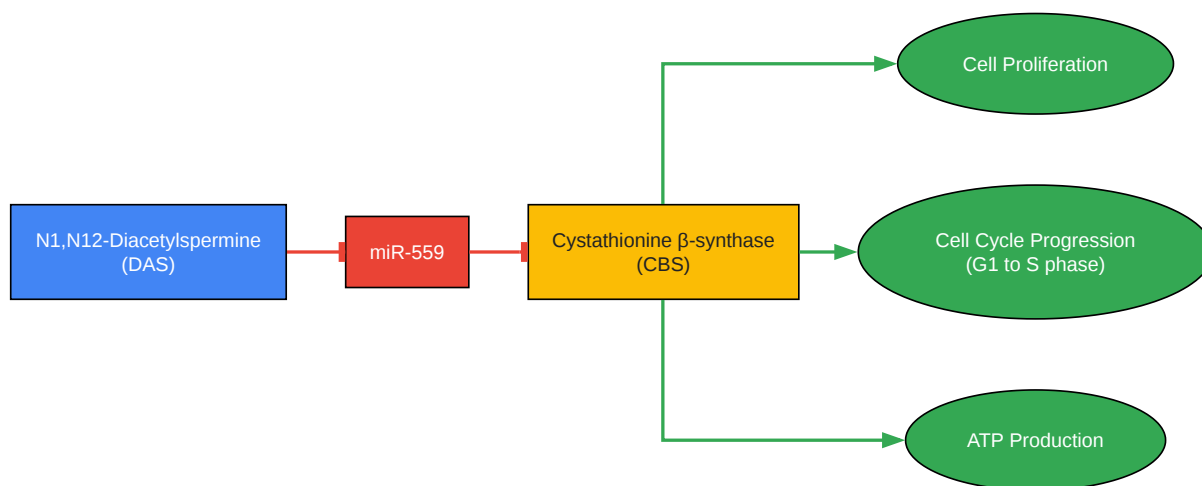 Cell Proliferation
N1,N12-Diacetylspermine
(DAS)
miR-559
Cystathionine β-synthase
(CBS)
Cell Cycle Progression
(G1 to S phase)
ATP Production